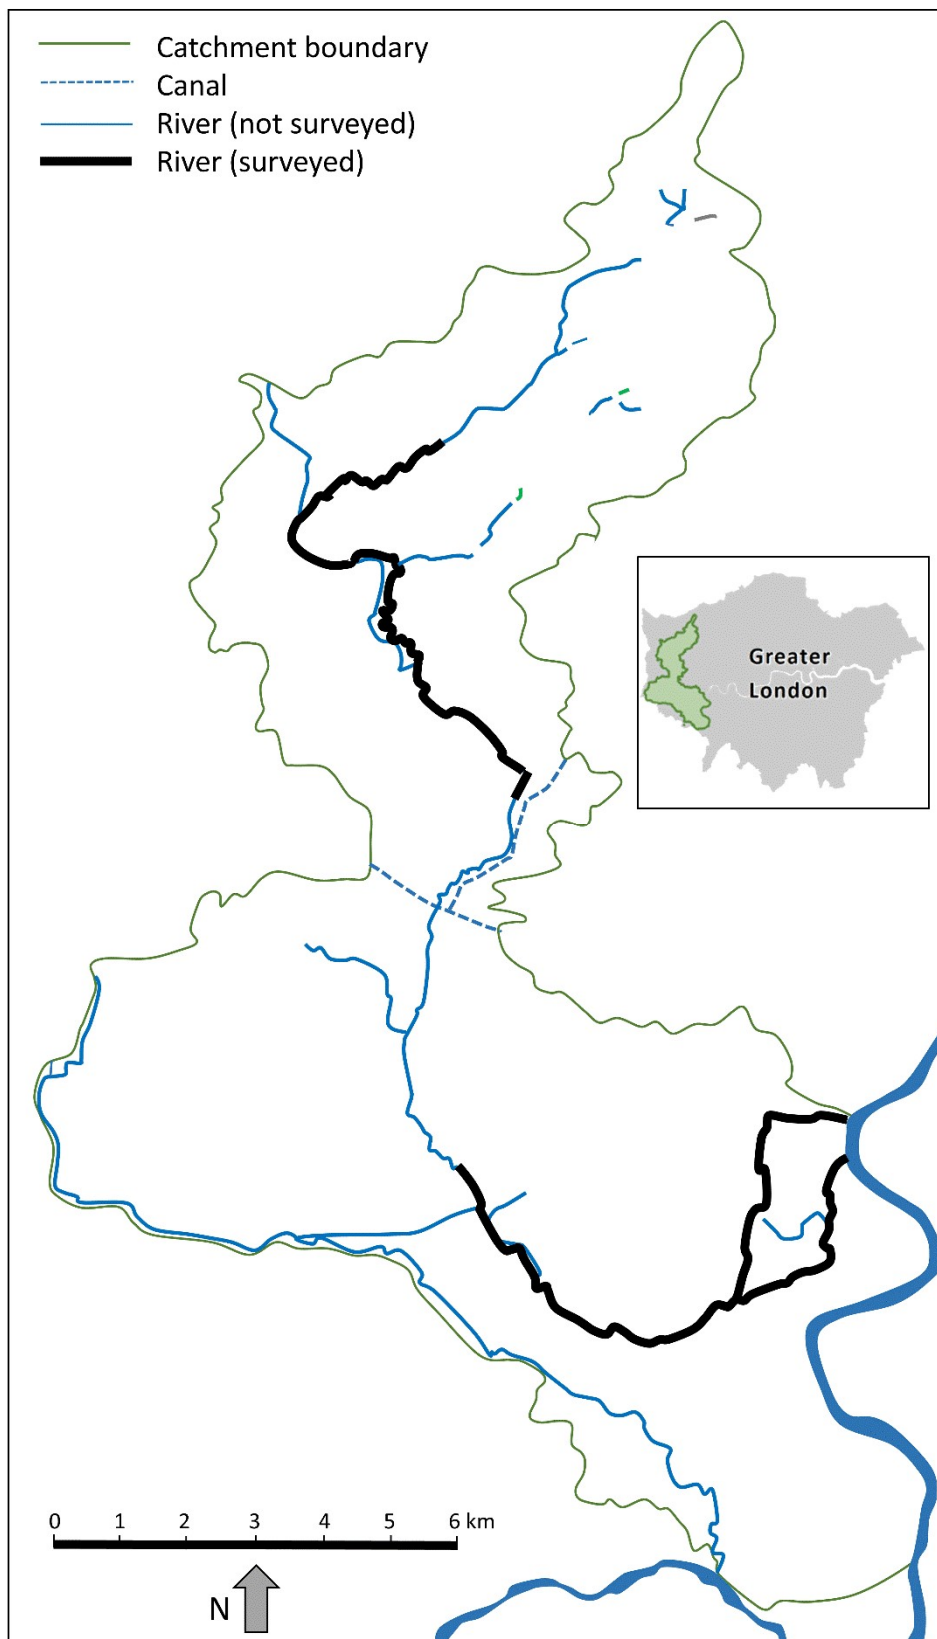 Catchment boundary
Canal
River (not surveyed)
River (surveyed)
Greater
London
0 1 2 3 4 5 6 km
N